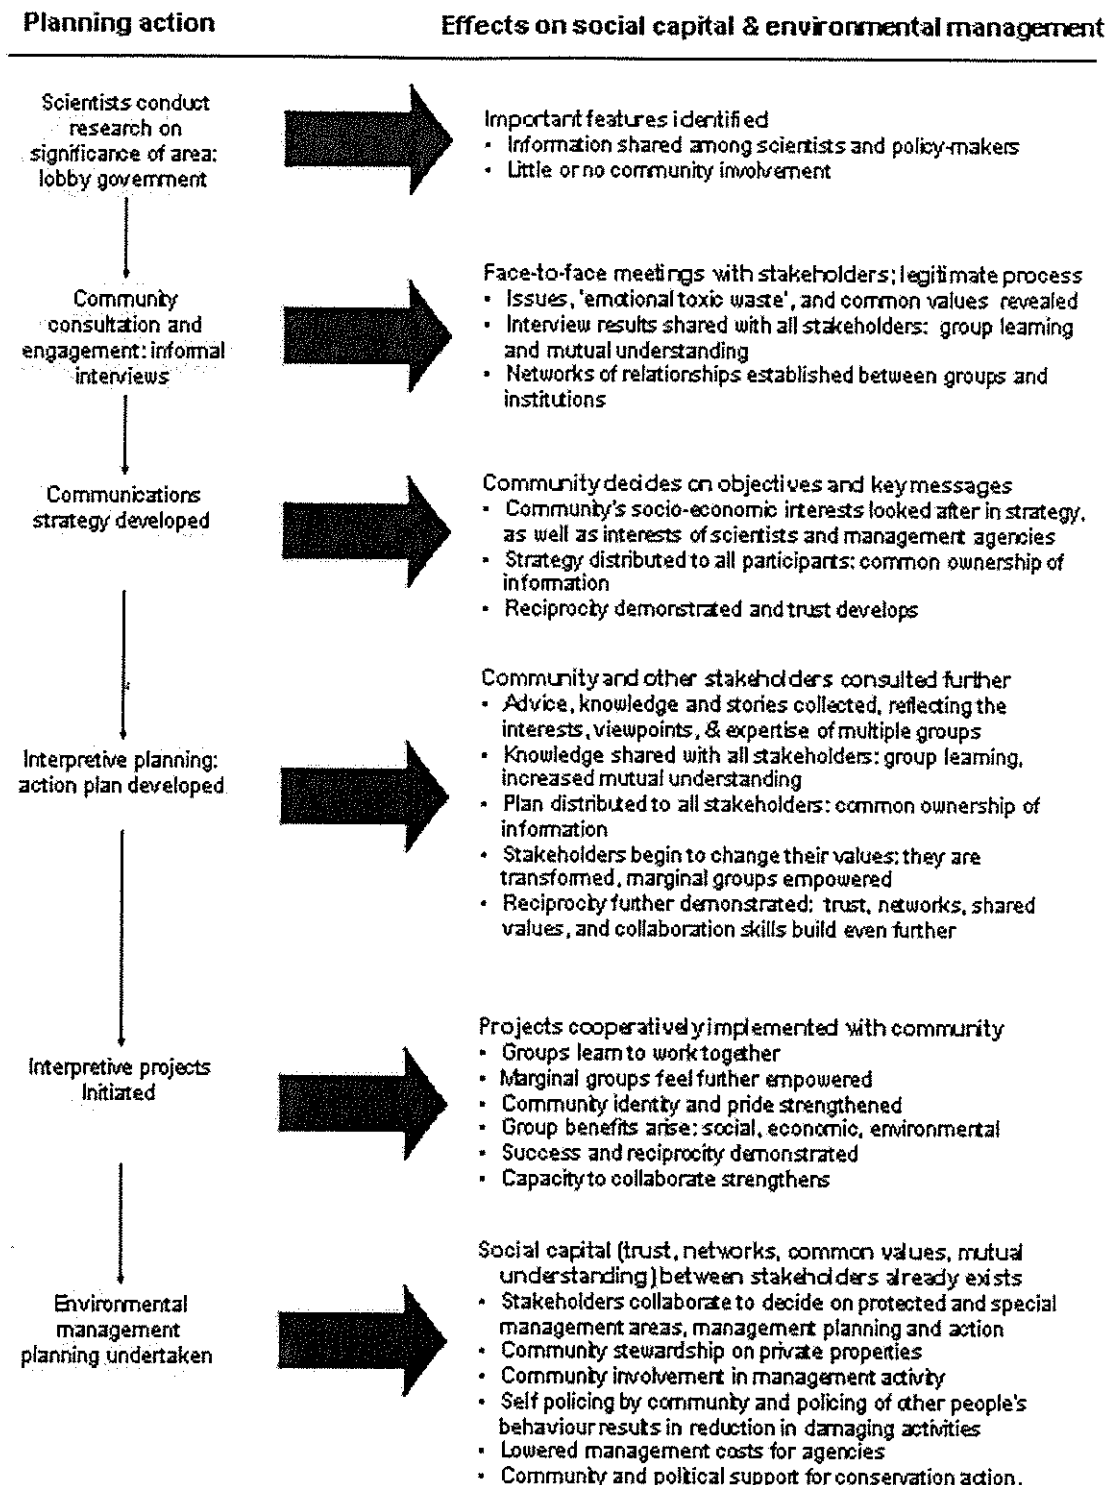 Planning action
Effects on social capital & environmental management
Scientists conduct
research on
significance of area:
lobby government
Important features identified
• Information shared among scientists and policy-makers
• Little or no community involvement
Community
consultation and
engagement: informal
interviews
Face-to-face meetings with stakeholders; legitimate process
• Issues, 'emotional toxic waste', and common values revealed
• Interview results shared with all stakeholders: group learning
and mutual understanding
• Networks of relationships established between groups and
institutions
Communications
strategy developed
Community decides on objectives and key messages
• Community's socio-economic interests looked after in strategy,
as well as interests of scientists and management agencies
• Strategy distributed to all participants: common ownership of
information
• Reciprocity demonstrated and trust develops
Interpretive planning:
action plan developed
Community and other stakeholders consulted further
• Advice, knowledge and stories collected, reflecting the
interests, viewpoints, & expertise of multiple groups
• Knowledge shared with all stakeholders: group learning,
increased mutual understanding
• Plan distributed to all stakeholders: common ownership of
information
• Stakeholders begin to change their values: they are
transformed, marginal groups empowered
• Reciprocity further demonstrated: trust, networks, shared
values, and collaboration skills build even further
Interpretive projects
Initiated
Projects cooperatively implemented with community
• Groups learn to work together
• Marginal groups feel further empowered
• Community identity and pride strengthened
• Group benefits arise: social, economic, environmental
• Success and reciprocity demonstrated
• Capacity to collaborate strengthens
Environmental
management
planning undertaken
Social capital (trust, networks, common values, mutual
understanding) between stakeholders already exists
• Stakeholders collaborate to decide on protected and special
management areas, management planning and action
• Community stewardship on private properties
• Community involvement in management activity
• Self policing by community and policing of other people's
behaviour results in reduction in damaging activities
• Lowered management costs for agencies
• Community and political support for conservation action.